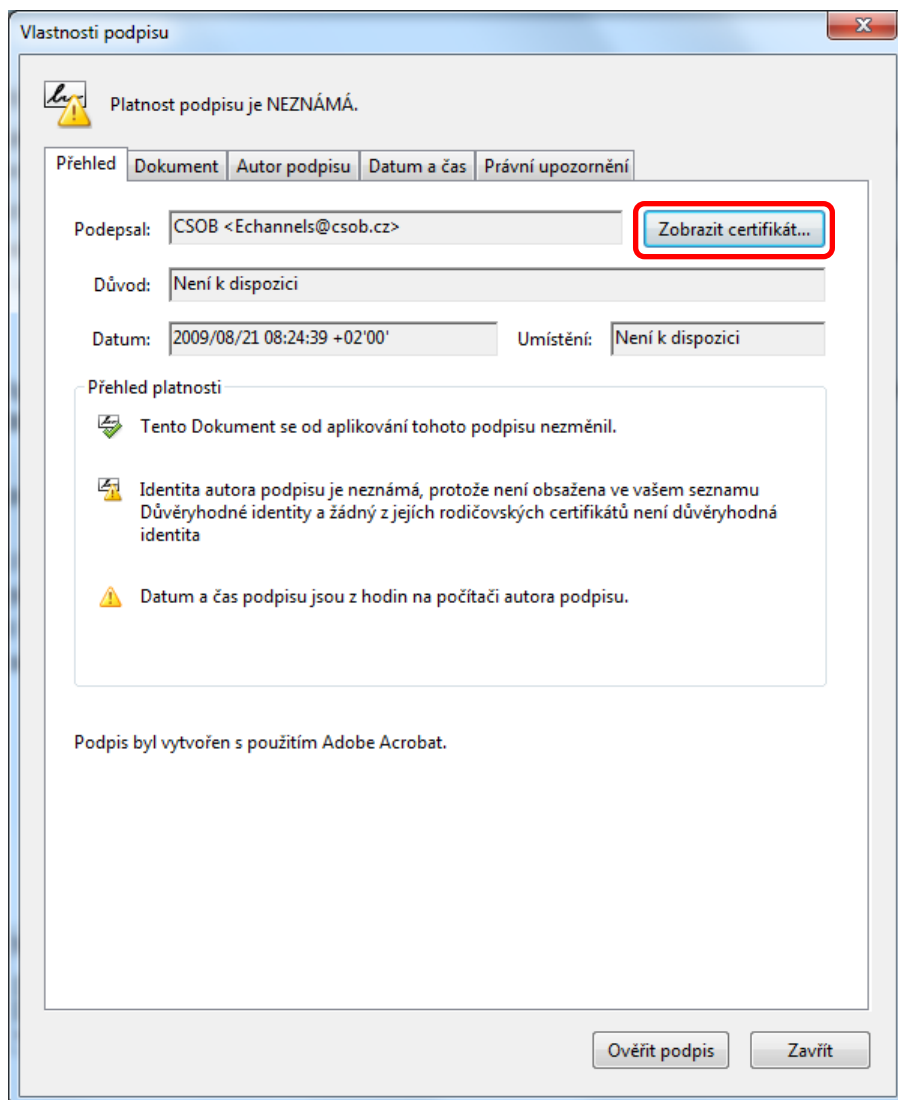 Vlastnosti podpisu
Platnost podpisu je NEZNÁMÁ.
Přehled Dokument Autor podpisu Datum a čas Právní upozornění
Podepsal: CSOB <Echannels@csob.cz> Zobrazit certifikát...
Důvod: Není k dispozici
Datum: 2009/08/21 08:24:39 +02'00' Umístění: Není k dispozici
Přehled platnosti
Tento Dokument se od aplikování tohoto podpisu nezměnil.
Identita autora podpisu je neznámá, protože není obsažena ve vašem seznamu
Důvěryhodné identity a žádný z jejích rodičovských certifikátů není důvěryhodná
identita
Datum a čas podpisu jsou z hodin na počítači autora podpisu.
Podpis byl vytvořen s použitím Adobe Acrobat.
Ověřit podpis Zavřít